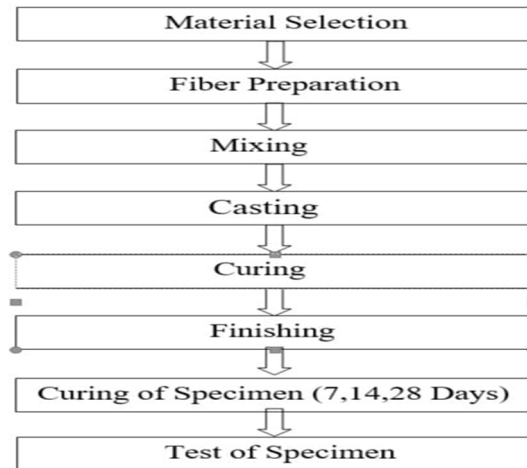 Material Selection
Fiber Preparation
Mixing
Casting
Curing
Finishing
Curing of Specimen (7,14,28 Days)
Test of Specimen